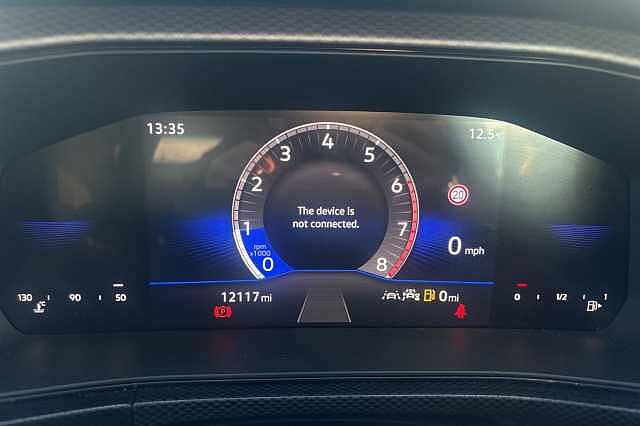 13:35
12.5
4
3 5
2 6
20
The device is
not connected.
1 7
rpm
x1000
0 8
0 mph
130 90 50
0 1/2 1
12117 mi
0 mi
P